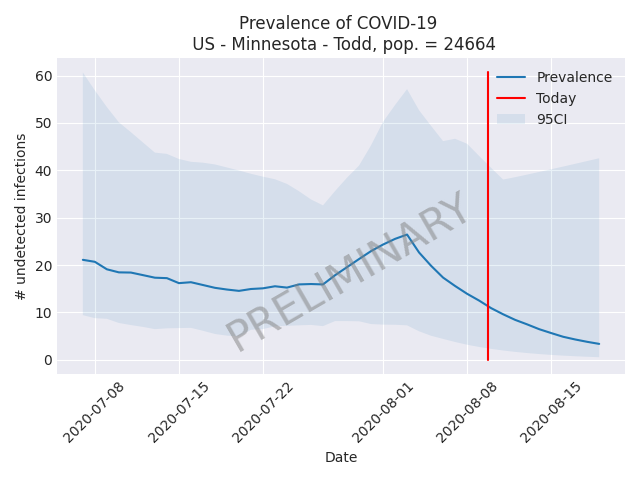 Prevalence of COVID-19
US - Minnesota - Todd, pop. = 24664
60
50
40
30
20
10
0
# undetected infections
Prevalence
Today
95CI
PRELIMINARY
2020-07-08
2020-07-15
2020-07-22
2020-08-01
2020-08-08
2020-08-15
Date